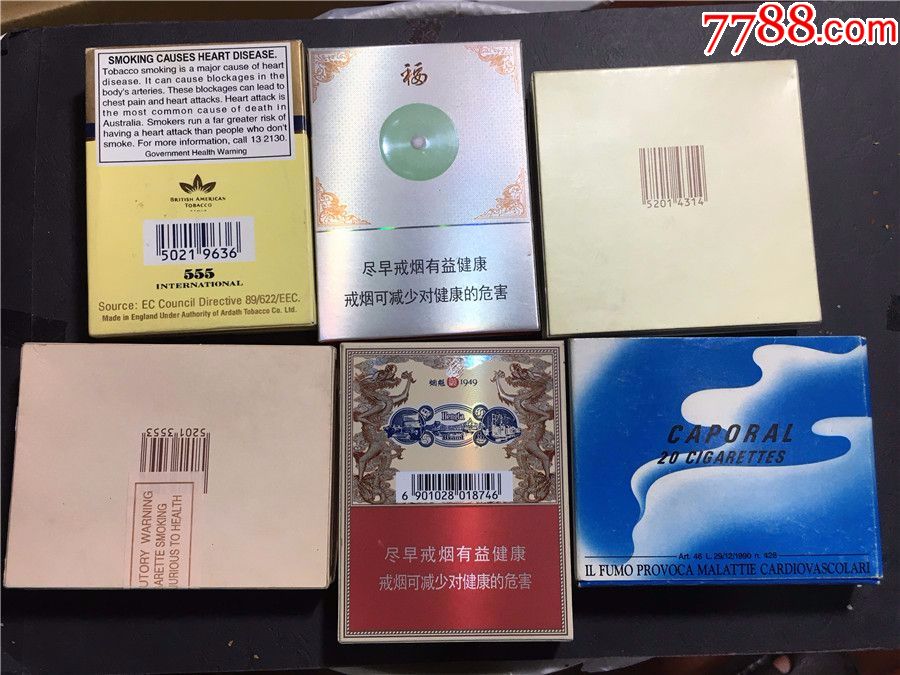 7788.com
SMOKING CAUSES HEART DISEASE.
Tobacco smoking is a major cause of heart
disease. It can cause blockages in the
body's arteries. These blockages can lead to
chest pain and heart attacks. Heart attack is
the most common cause of death in
Australia. Smokers run a far greater risk of
having a heart attack than people who don't
smoke. For more information, call 13 2130.
Government Health Warning
BRITISH AMERICAN
TOBACCO
5021 9636
555
INTERNATIONAL
Source: EC Council Directive 89/622/EEC.
Made in England Under Authority of Ardath Tobacco Co. Ltd.
福
尽早戒烟有益健康
戒烟可减少对健康的危害
5201 4314
5201
3553
UTORY WARNING
ARETTE SMOKING
URIOUS TO HEALTH
烟魁 1949
Hengta
Brand
6 901028 018746
尽早戒烟有益健康
戒烟可减少对健康的危害
CAPORAL
20 CIGARETTES
Art. 46 L. 29/12/1990 n. 428
IL FUMO PROVOCA MALATTIE CARDIOVASCOLARI